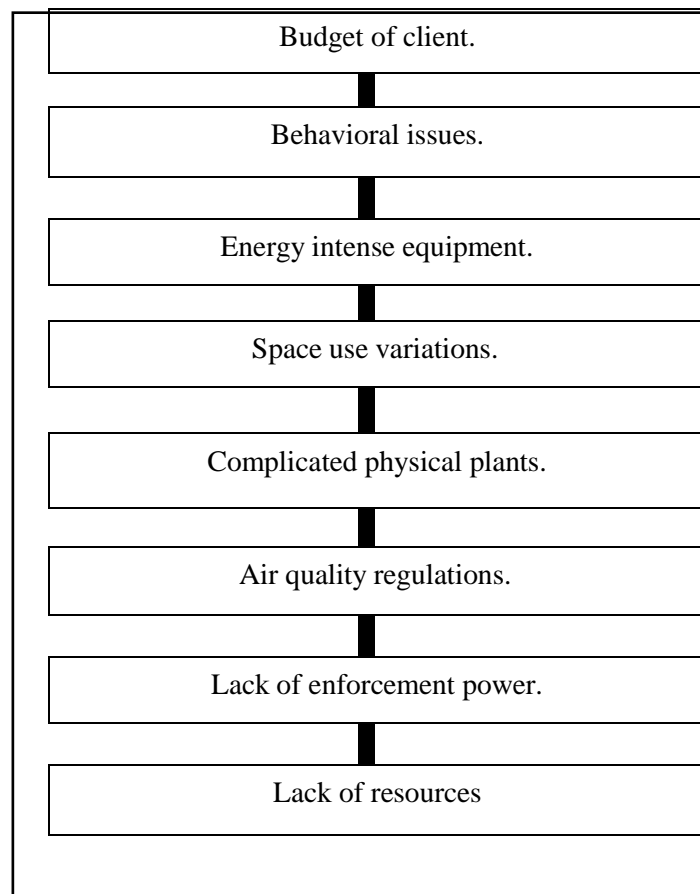 Budget of client.
Behavioral issues.
Energy intense equipment.
Space use variations.
Complicated physical plants.
Air quality regulations.
Lack of enforcement power.
Lack of resources